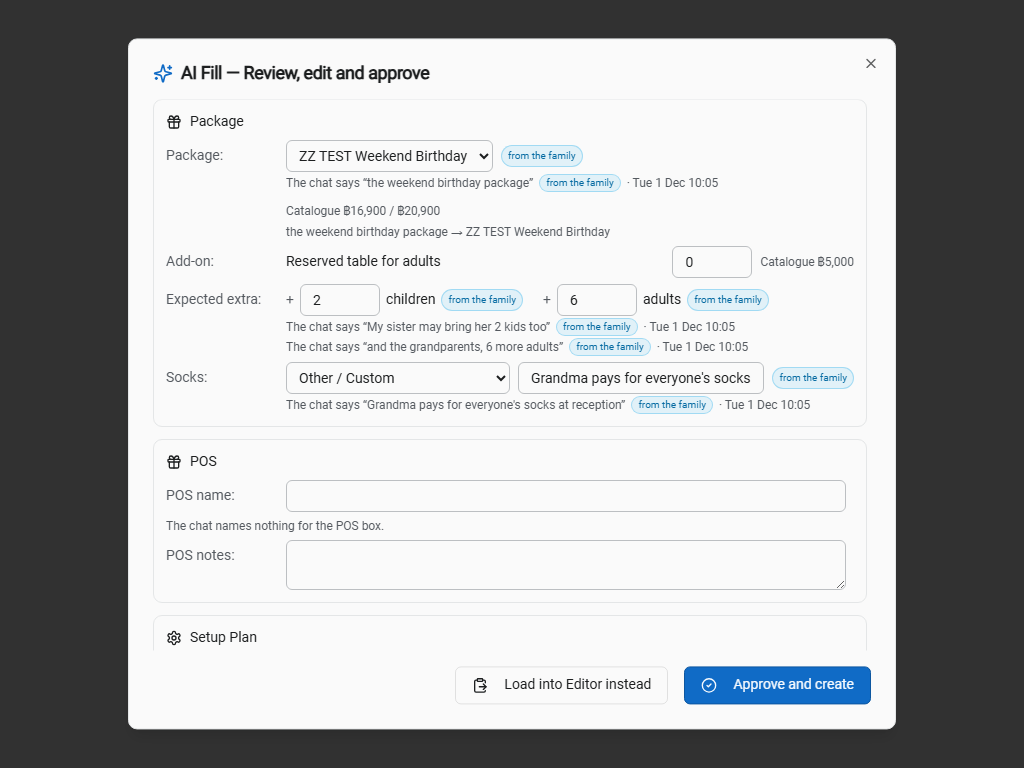 AI Fill — Review, edit and approve
Package
Package: ZZ TEST Weekend Birthday from the family
The chat says “the weekend birthday package” from the family · Tue 1 Dec 10:05
Catalogue ฿16,900 / ฿20,900
the weekend birthday package → ZZ TEST Weekend Birthday
Add-on: Reserved table for adults 0 Catalogue ฿5,000
Expected extra: + 2 children from the family + 6 adults from the family
The chat says “My sister may bring her 2 kids too” from the family · Tue 1 Dec 10:05
The chat says “and the grandparents, 6 more adults” from the family · Tue 1 Dec 10:05
Socks: Other / Custom Grandma pays for everyone's socks from the family
The chat says “Grandma pays for everyone's socks at reception” from the family · Tue 1 Dec 10:05
POS
POS name:
The chat names nothing for the POS box.
POS notes:
Setup Plan
Load into Editor instead Approve and create